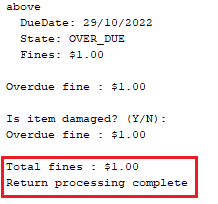 above
DueDate: 29/10/2022
State: OVER_DUE
Fines: $1.00
Overdue fine : $1.00
Is item damaged? (Y/N):
Overdue fine : $1.00
Total fines : $1.00
Return processing complete